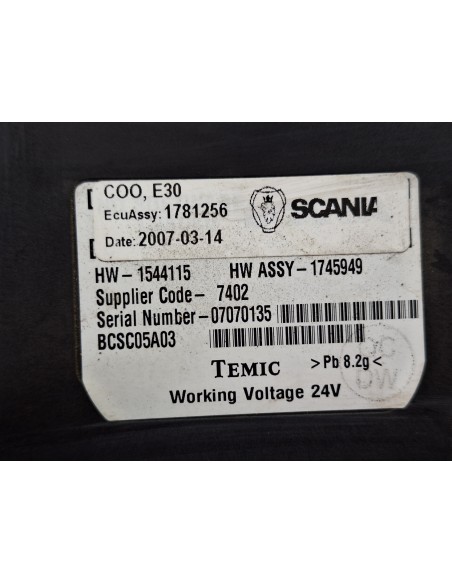 COO, E30
EcuAssy: 1781256
SCANIA
Date: 2007-03-14
HW-1544115 HW ASSY-1745949
Supplier Code- 7402
Serial Number-07070135
BCSC05A03
TEMIC >Pb 8.2g<
Working Voltage 24V